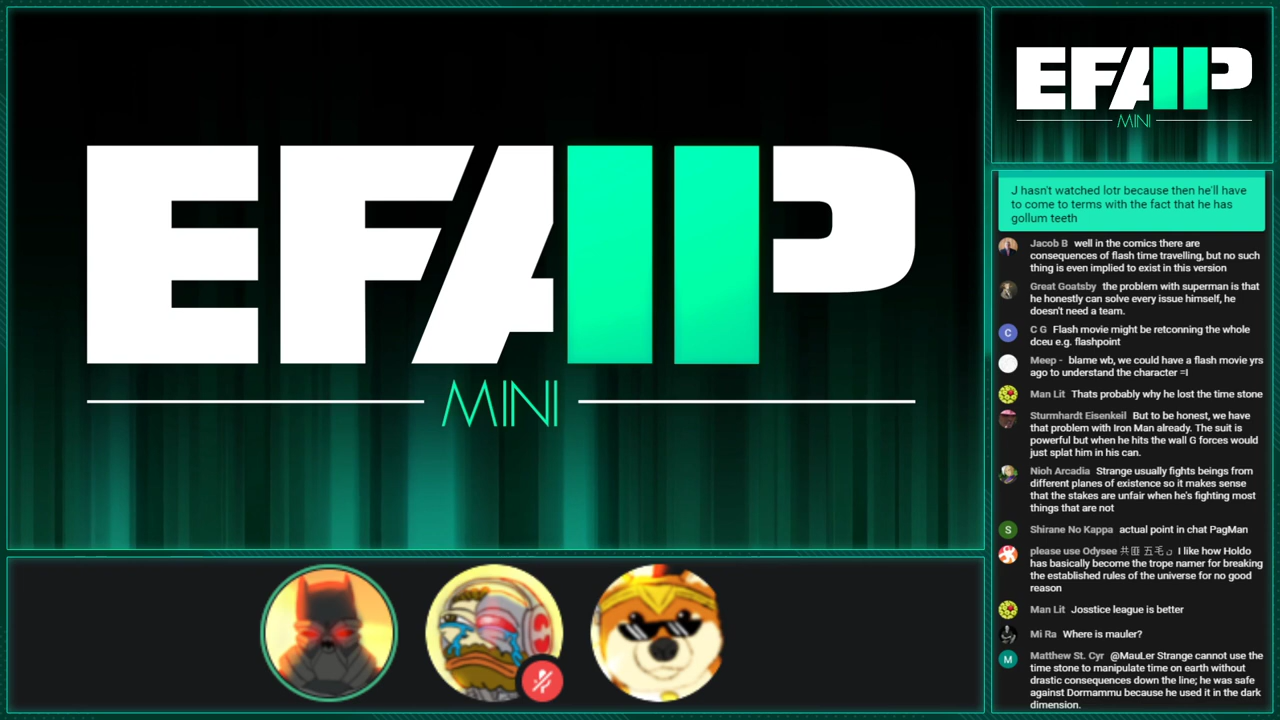 EFAP
MINI
EFAP
MINI
J hasn't watched lotr because then he'll have
to come to terms with the fact that he has
gollum teeth
Jacob B well in the comics there are
consequences of flash time travelling, but no such
thing is even implied to exist in this version
Great Goatsby the problem with superman is that
he honestly can solve every issue himself, he
doesn't need a team.
C
C G Flash movie might be retconning the whole
dceu e.g. flashpoint
Meep - blame wb, we could have a flash movie yrs
ago to understand the character =I
Man Lit Thats probably why he lost the time stone
Sturmhardt Eisenkeil But to be honest, we have
that problem with Iron Man already. The suit is
powerful but when he hits the wall G forces would
just splat him in his can.
Nioh Arcadia Strange usually fights beings from
different planes of existence so it makes sense
that the stakes are unfair when he's fighting most
things that are not
S
Shirane No Kappa actual point in chat PagMan
please use Odysee 共匪 五毛 I like how Holdo
has basically become the trope namer for breaking
the established rules of the universe for no good
reason
Man Lit Josstice league is better
Mi Ra Where is mauler?
M
Matthew St. Cyr @MauLer Strange cannot use the
time stone to manipulate time on earth without
drastic consequences down the line; he was safe
against Dormammu because he used it in the dark
dimension.